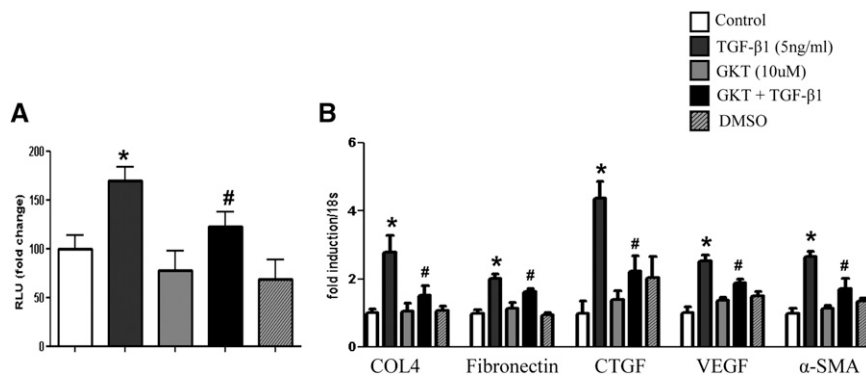 Control
TGF-β1 (5ng/ml)
GKT (10uM)
GKT + TGF-β1
DMSO
A
RLU (fold change)
200
150
100
50
0
*
#
B
fold induction/18s
6
4
2
0
*
#
*
#
*
#
*
#
*
#
COL4 Fibronectin CTGF VEGF α-SMA